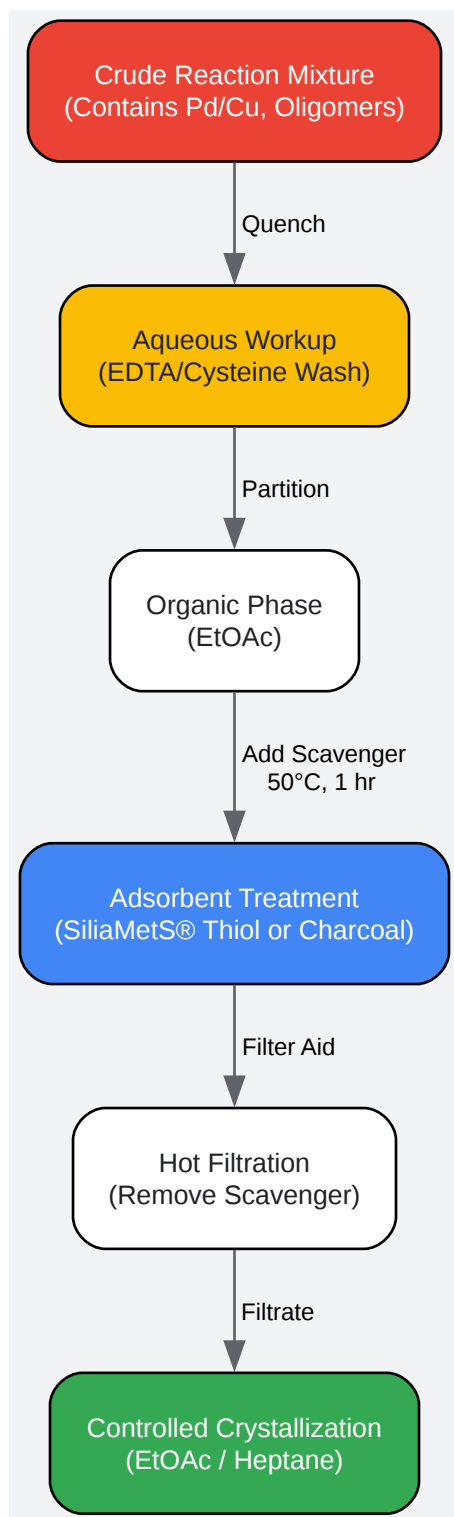 Crude Reaction Mixture
(Contains Pd/Cu, Oligomers)
Quench
Aqueous Workup
(EDTA/Cysteine Wash)
Partition
Organic Phase
(EtOAc)
Add Scavenger
50°C, 1 hr
Adsorbent Treatment
(SiliaMetS® Thiol or Charcoal)
Filter Aid
Hot Filtration
(Remove Scavenger)
Filtrate
Controlled Crystallization
(EtOAc / Heptane)